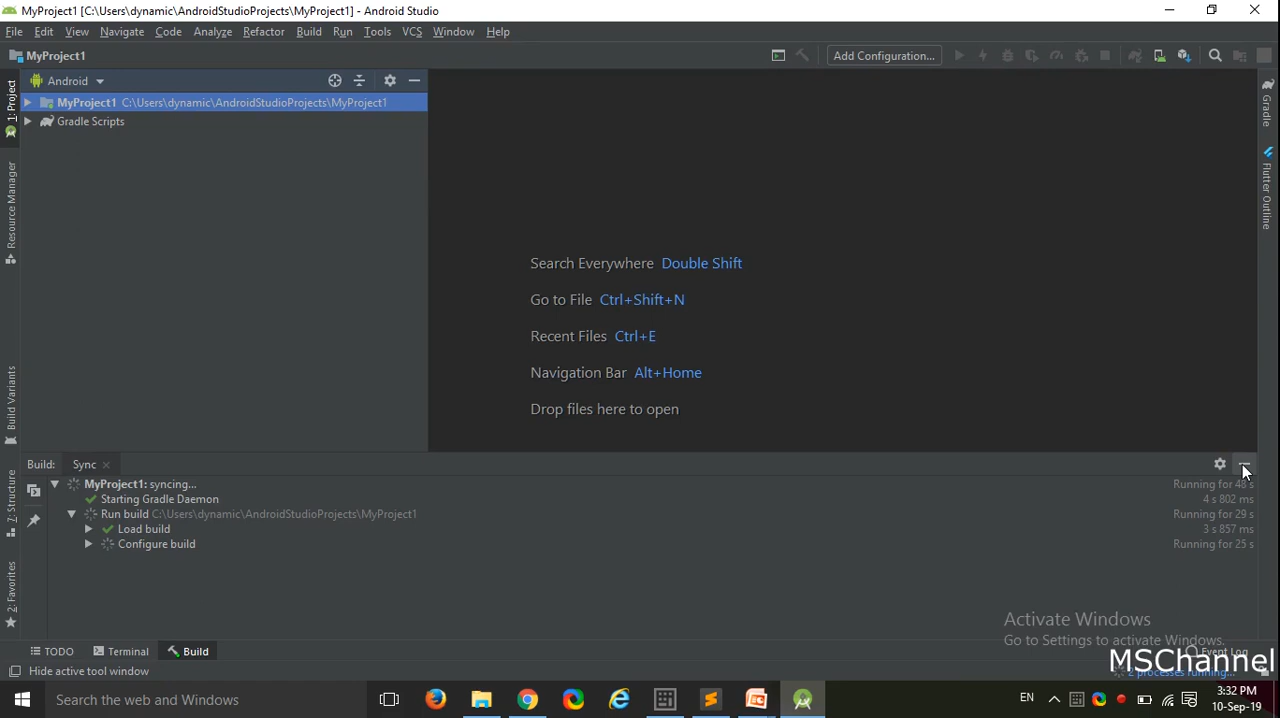 MyProject1 [C:\Users\dynamic\AndroidStudioProjects\MyProject1] - Android Studio
File Edit View Navigate Code Analyze Refactor Build Run Tools VCS Window Help
MyProject1
Add Configuration...
1: Project
Android
MyProject1 C:\Users\dynamic\AndroidStudioProjects\MyProject1
Gradle Scripts
Resource Manager
Build Variants
7: Structure
2: Favorites
Gradle
Flutter Outline
Search Everywhere Double Shift
Go to File Ctrl+Shift+N
Recent Files Ctrl+E
Navigation Bar Alt+Home
Drop files here to open
Build: Sync
MyProject1: syncing... Running for 48 s
Starting Gradle Daemon 4 s 802 ms
Run build C:\Users\dynamic\AndroidStudioProjects\MyProject1 Running for 29 s
Load build 3 s 857 ms
Configure build Running for 25 s
Activate Windows
Go to Settings to activate Windows.
TODO Terminal Build Event Log
MSChannel
Hide active tool window 2 processes running...
Search the web and Windows
EN
3:32 PM
10-Sep-19